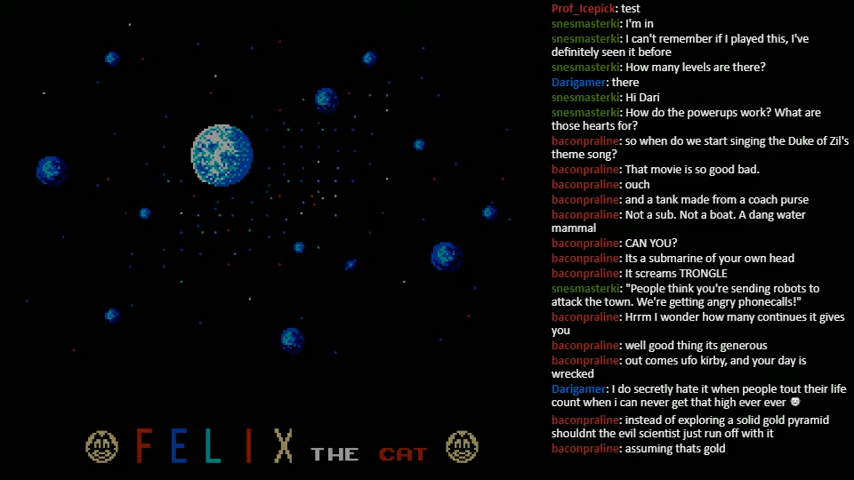 Prof_Icepick: test
snesmasterki: I'm in
snesmasterki: I can't remember if I played this, I've
definitely seen it before
snesmasterki: How many levels are there?
Darigamer: there
snesmasterki: Hi Dari
snesmasterki: How do the powerups work? What are
those hearts for?
baconpraline: so when do we start singing the Duke of Zil's
theme song?
baconpraline: That movie is so good bad.
baconpraline: ouch
baconpraline: and a tank made from a coach purse
baconpraline: Not a sub. Not a boat. A dang water
mammal
baconpraline: CAN YOU?
baconpraline: Its a submarine of your own head
baconpraline: It screams TRONGLE
snesmasterki: "People think you're sending robots to
attack the town. We're getting angry phonecalls!"
baconpraline: Hrrm I wonder how many continues it gives
you
baconpraline: well good thing its generous
baconpraline: out comes ufo kirby, and your day is
wrecked
Darigamer: I do secretly hate it when people tout their life
count when i can never get that high ever ever
baconpraline: instead of exploring a solid gold pyramid
shouldnt the evil scientist just run off with it
baconpraline: assuming thats gold
FELIX THE CAT